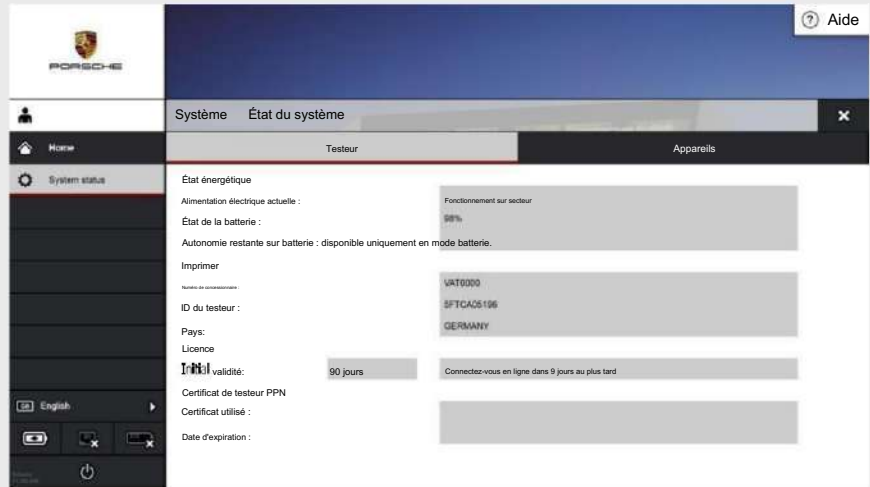 Aide
PORSCHE
Système État du système
Home
Testeur
Appareils
System status
État énergétique
Alimentation électrique actuelle :
Fonctionnement sur secteur
État de la batterie :
98%
Autonomie restante sur batterie : disponible uniquement en mode batterie.
Imprimer
Numéro de concessionnaire :
VAT0000
ID du testeur :
5FTCA05196
Pays:
GERMANY
Licence
Initial validité:
90 jours
Connectez-vous en ligne dans 9 jours au plus tard
Certificat de testeur PPN
Certificat utilisé :
Date d'expiration :
GB English